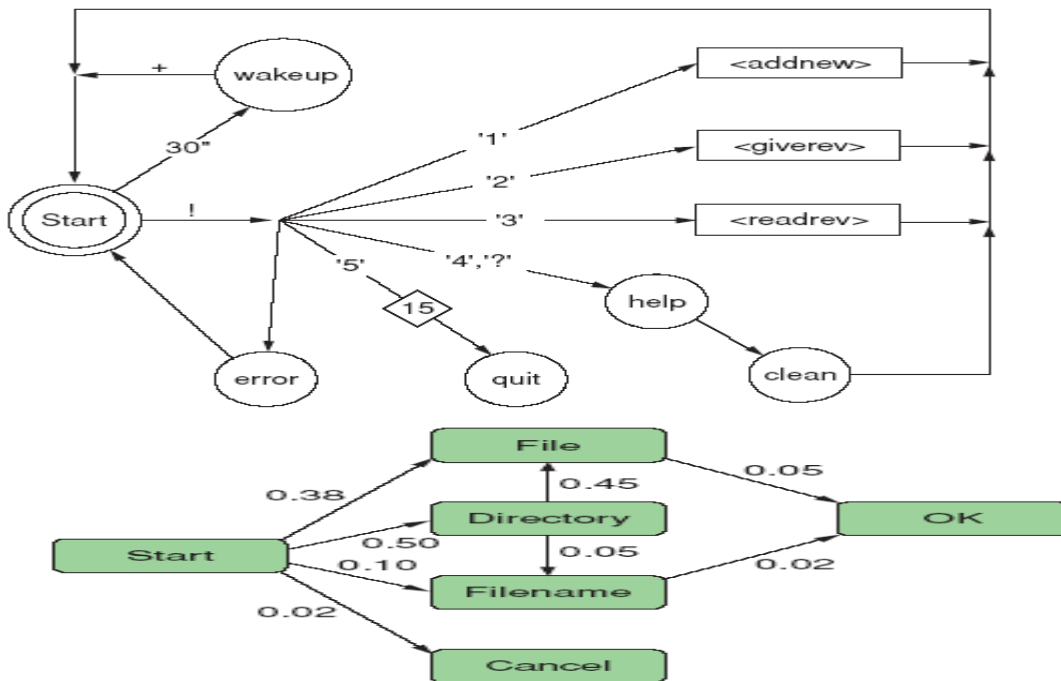 <addnew>
+
wakeup
'1'
30"
<giverev>
'2'
Start
!
'3'
<readrev>
'5'
'4','?'
15
help
error
quit
clean
File
0.38
0.05
0.45
Directory
OK
0.50
Start
0.05
0.10
0.02
Filename
0.02
Cancel